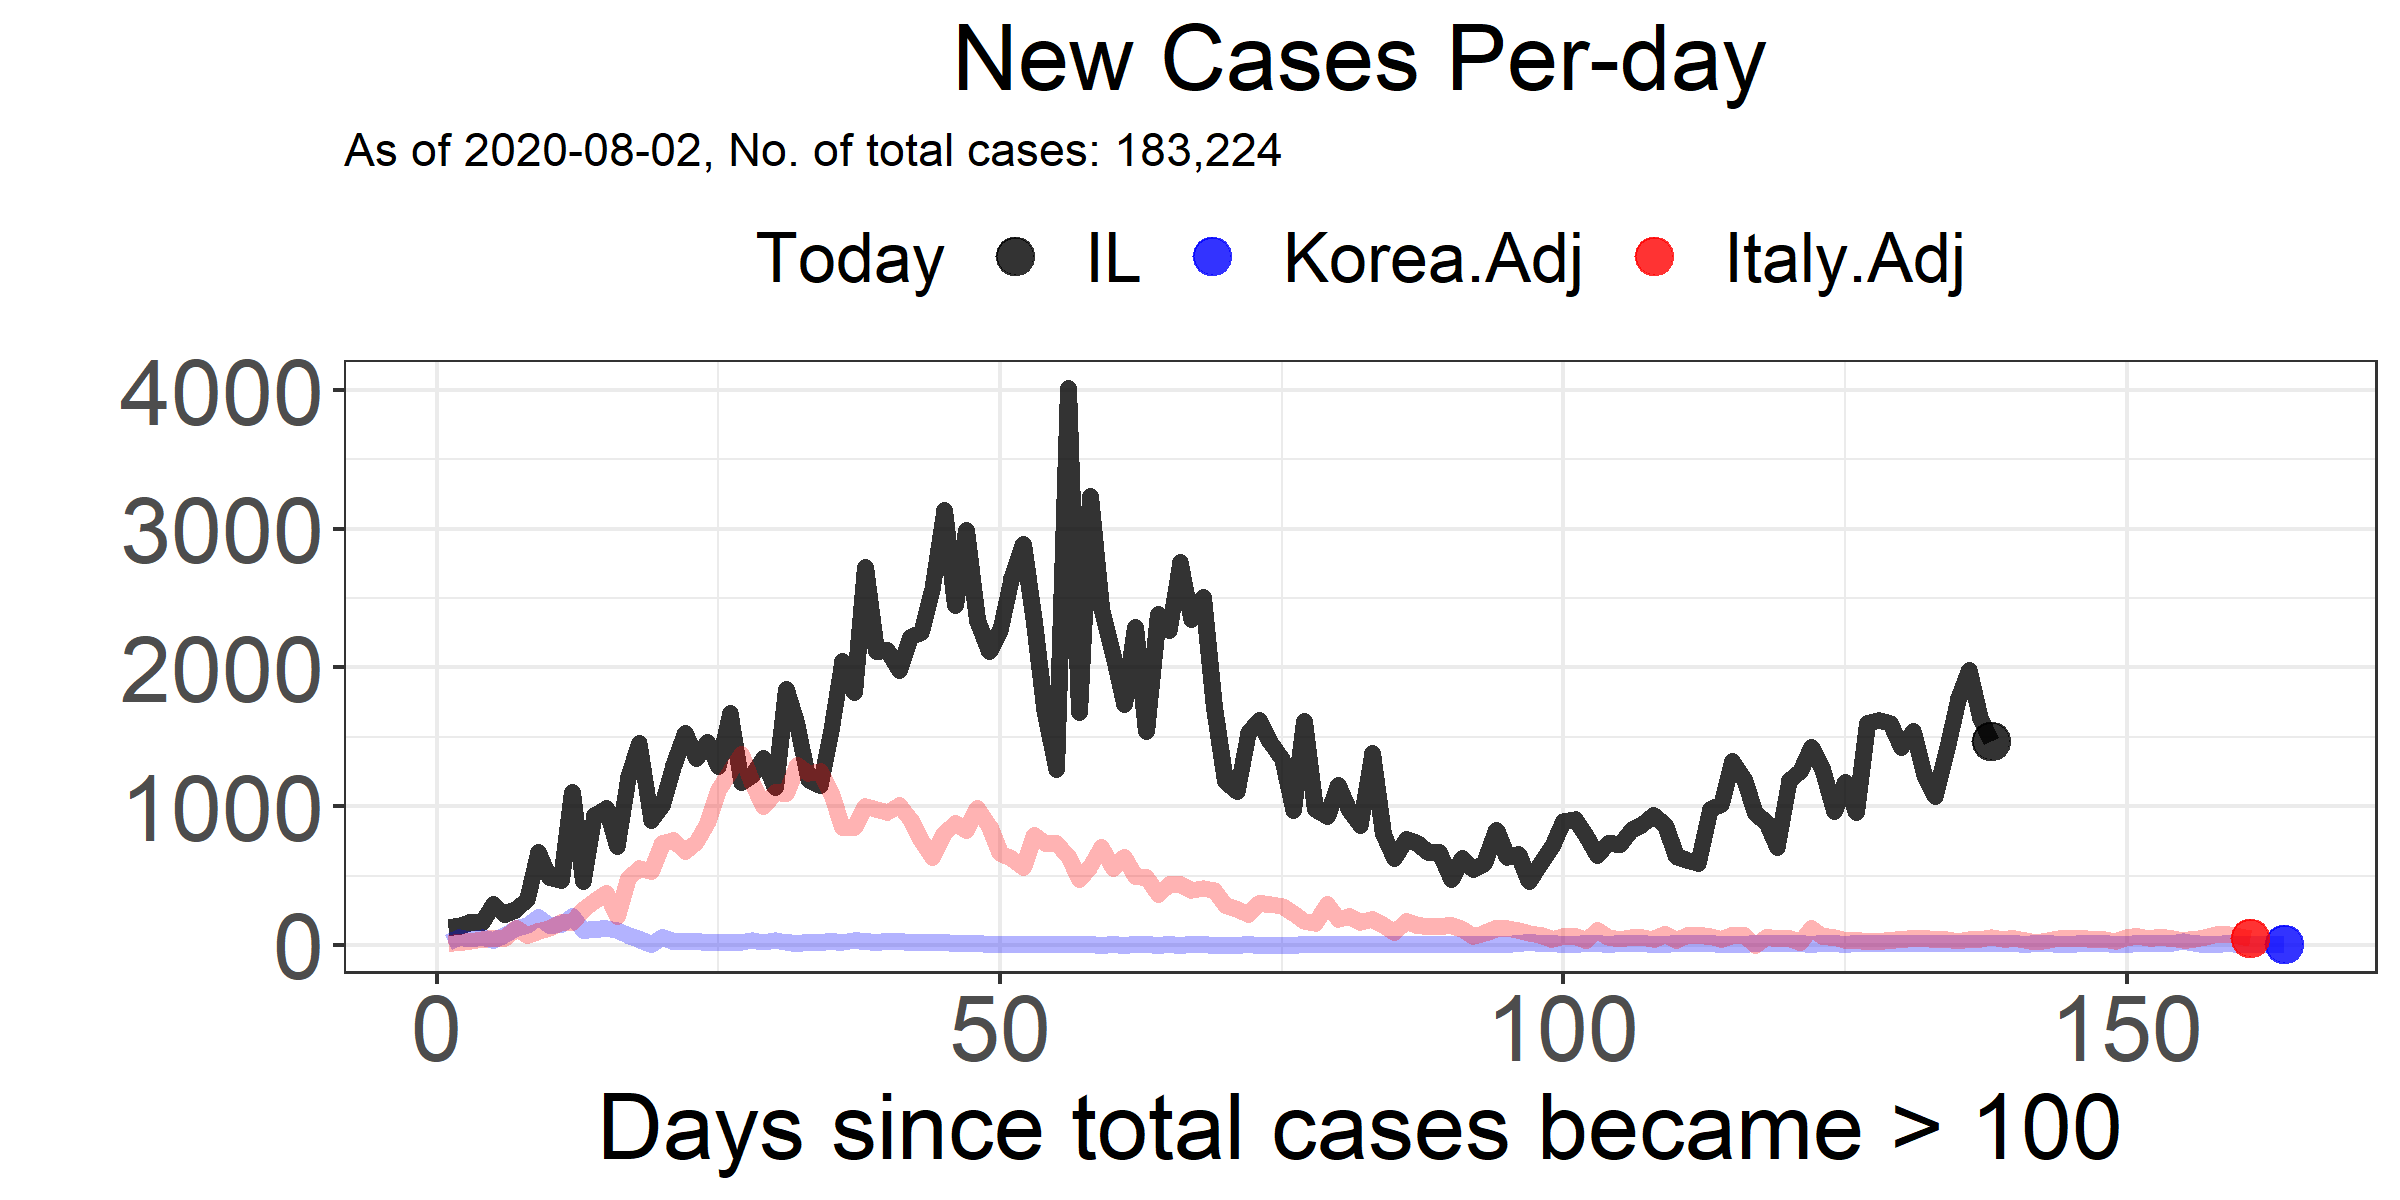 New Cases Per-day
As of 2020-08-02, No. of total cases: 183,224
Today IL Korea.Adj Italy.Adj
4000
3000
2000
1000
0
0 50 100 150
Days since total cases became > 100